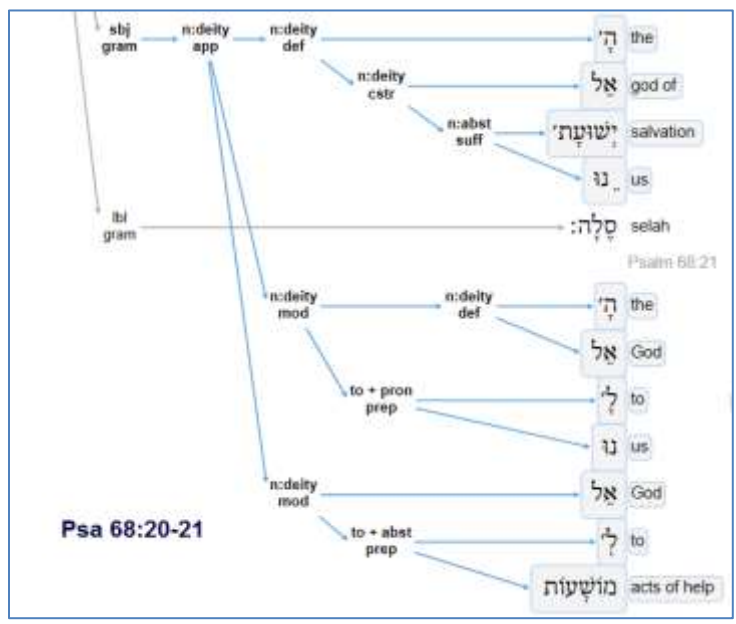 sbj
gram
n:deity
app
n:deity
def
הָ׳ the
n:deity
cstr
אֵל god of
n:abst
suff
יְשׁוּעָת׳ salvation
ֵנוּ us
lbl
gram
סֶלָה׃ selah
Psalm 68:21
n:deity
mod
n:deity
def
הָ׳ the
אֵל God
to + pron
prep
לָ׳ to
נוּ us
n:deity
mod
אֵל God
Psa 68:20-21
to + abst
prep
לְ׳ to
מוֹשָׁעוֹת acts of help